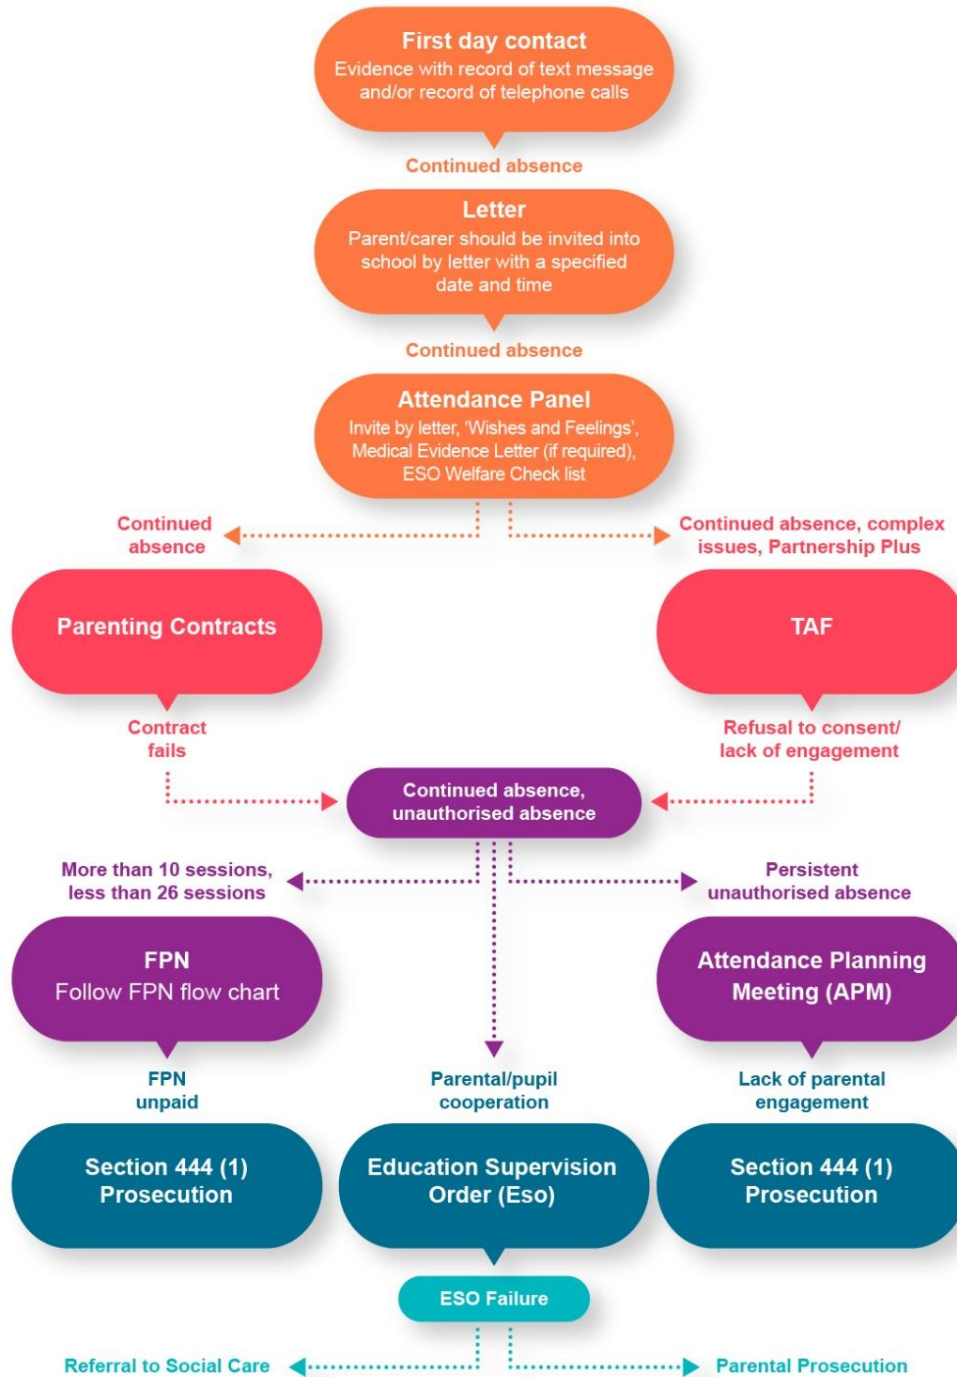 First day contact
Evidence with record of text message
and/or record of telephone calls
Continued absence
Letter
Parent/carer should be invited into
school by letter with a specified
date and time
Continued absence
Attendance Panel
Invite by letter, ‘Wishes and Feelings’,
Medical Evidence Letter (if required),
ESO Welfare Check list
Continued
absence
Continued absence, complex
issues, Partnership Plus
Parenting Contracts
TAF
Contract
fails
Refusal to consent/
lack of engagement
Continued absence,
unauthorised absence
More than 10 sessions,
less than 26 sessions
Persistent
unauthorised absence
FPN
Follow FPN flow chart
Attendance Planning
Meeting (APM)
FPN
unpaid
Parental/pupil
cooperation
Lack of parental
engagement
Section 444 (1)
Prosecution
Education Supervision
Order (Eso)
Section 444 (1)
Prosecution
ESO Failure
Referral to Social Care
Parental Prosecution